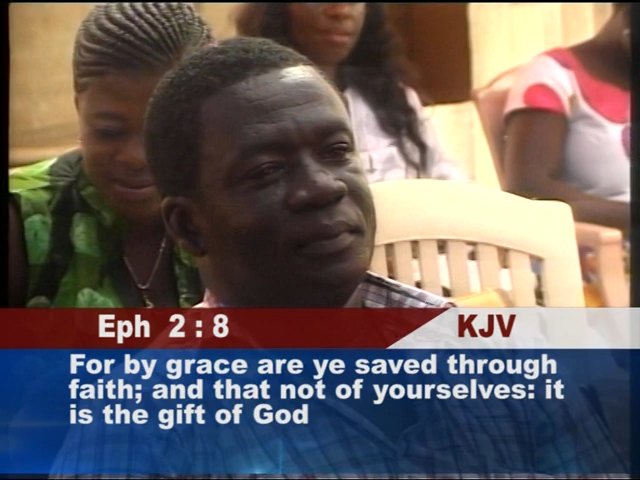 Eph 2 : 8 KJV
For by grace are ye saved through
faith; and that not of yourselves: it
is the gift of God